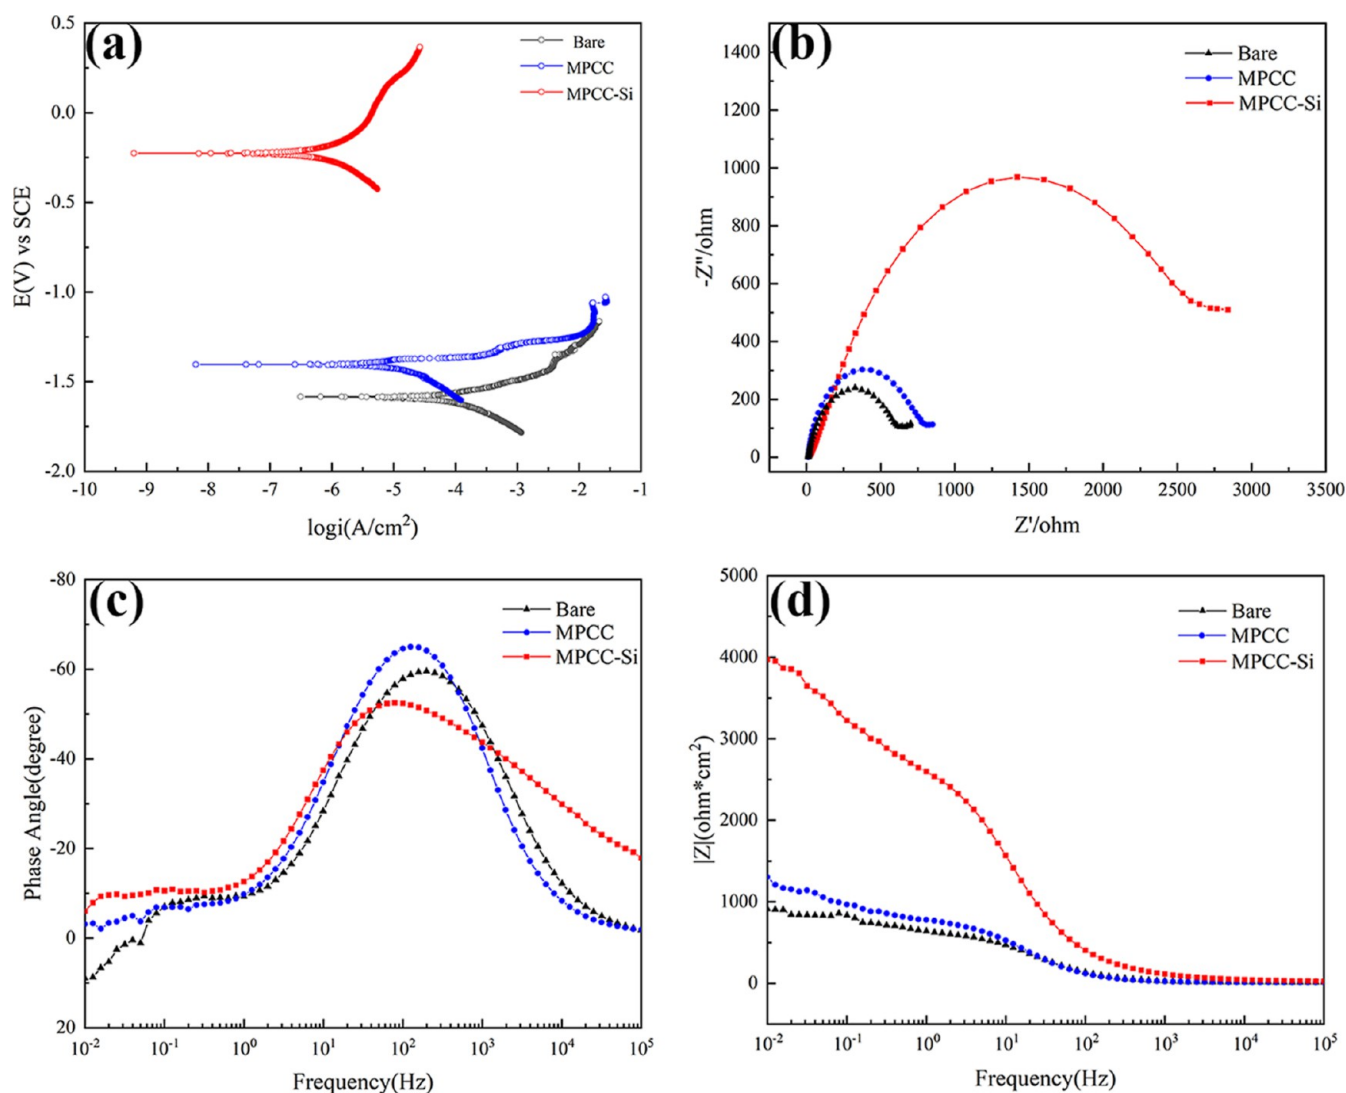 (a)
0.5
0.0
-0.5
-1.0
-1.5
-2.0
E(V) vs SCE
-10 -9 -8 -7 -6 -5 -4 -3 -2 -1
logi(A/cm²)
Bare
MPCC
MPCC-Si
(b)
1400
1200
1000
800
600
400
200
0
-Z"/ohm
0 500 1000 1500 2000 2500 3000 3500
Z'/ohm
Bare
MPCC
MPCC-Si
(c)
-80
-60
-40
-20
0
20
Phase Angle(degree)
10⁻² 10⁻¹ 10⁰ 10¹ 10² 10³ 10⁴ 10⁵
Frequency(Hz)
Bare
MPCC
MPCC-Si
(d)
5000
4000
3000
2000
1000
0
|Z|(ohm*cm²)
10⁻² 10⁻¹ 10⁰ 10¹ 10² 10³ 10⁴ 10⁵
Frequency(Hz)
Bare
MPCC
MPCC-Si